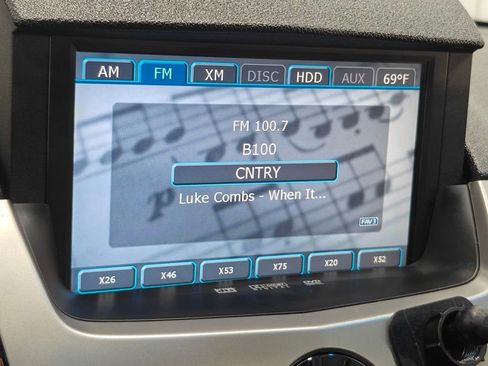 AM FM XM DISC HDD AUX 69°F
FM 100.7
B100
CNTRY
Luke Combs - When It...
FAV 1
X26 X46 X53 X75 X20 X52